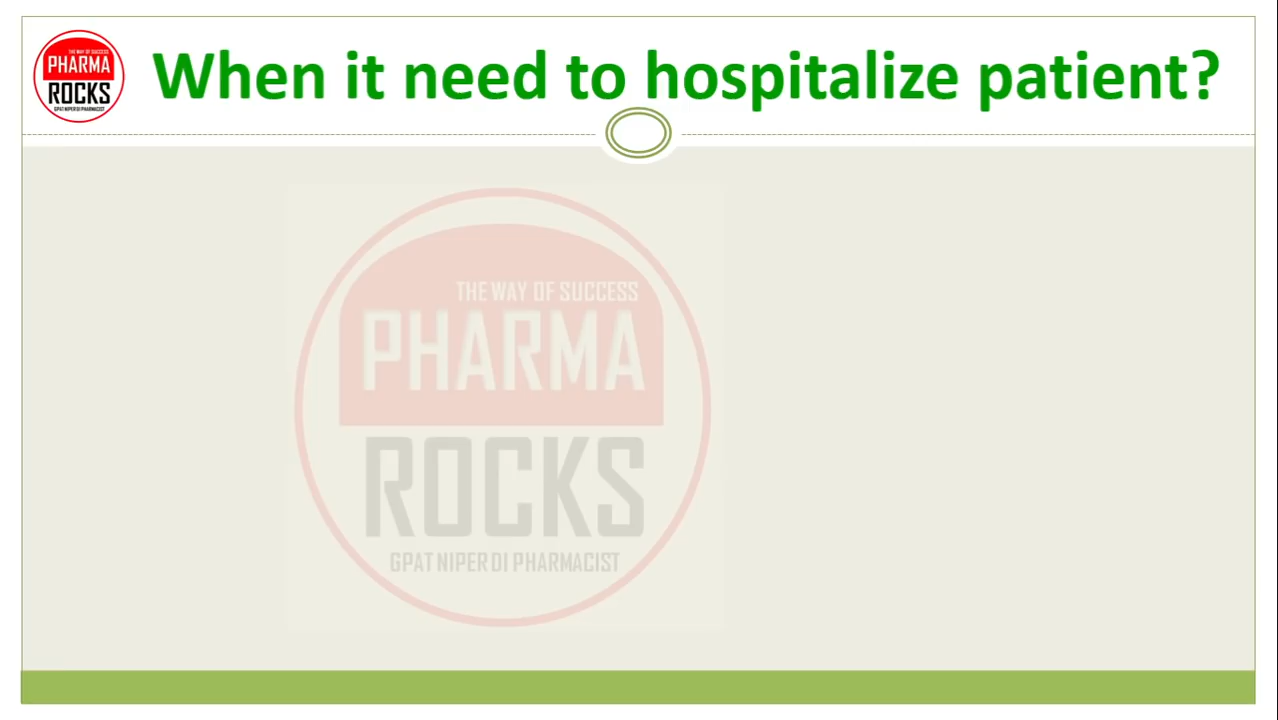 THE WAY OF SUCCESS
PHARMA
ROCKS
GPAT NIPER DI PHARMACIST
When it need to hospitalize patient?
THE WAY OF SUCCESS
PHARMA
ROCKS
GPAT NIPER DI PHARMACIST